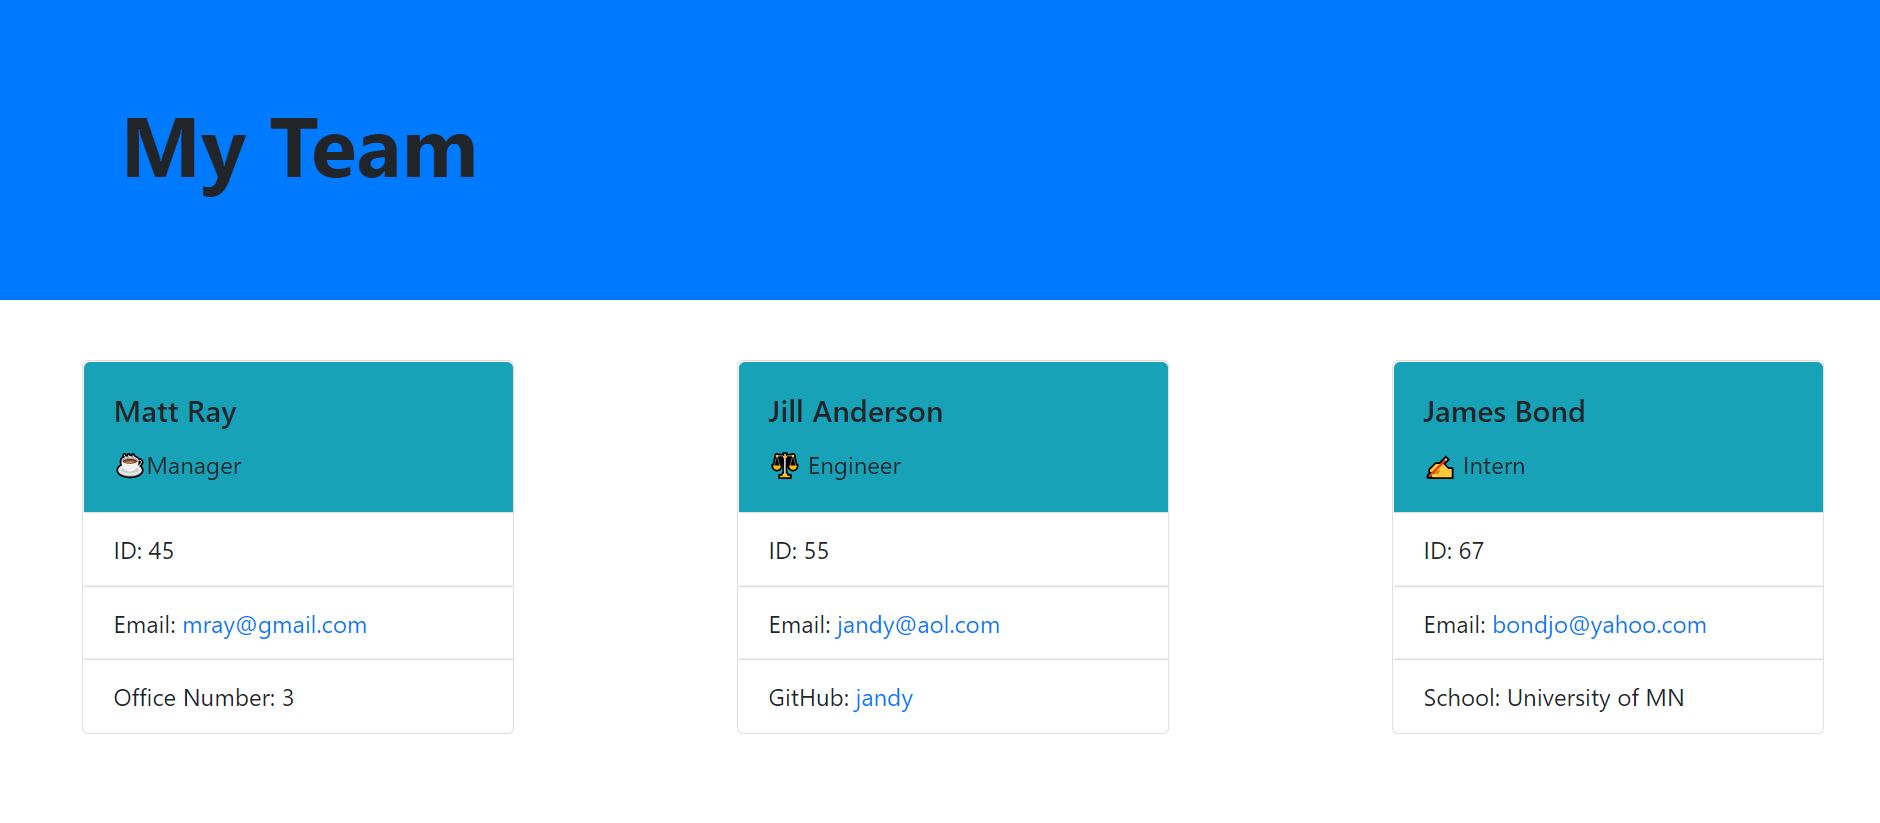 My Team
Matt Ray
☕Manager
ID: 45
Email: mray@gmail.com
Office Number: 3
Jill Anderson
⚖ Engineer
ID: 55
Email: jandy@aol.com
GitHub: jandy
James Bond
✍ Intern
ID: 67
Email: bondjo@yahoo.com
School: University of MN